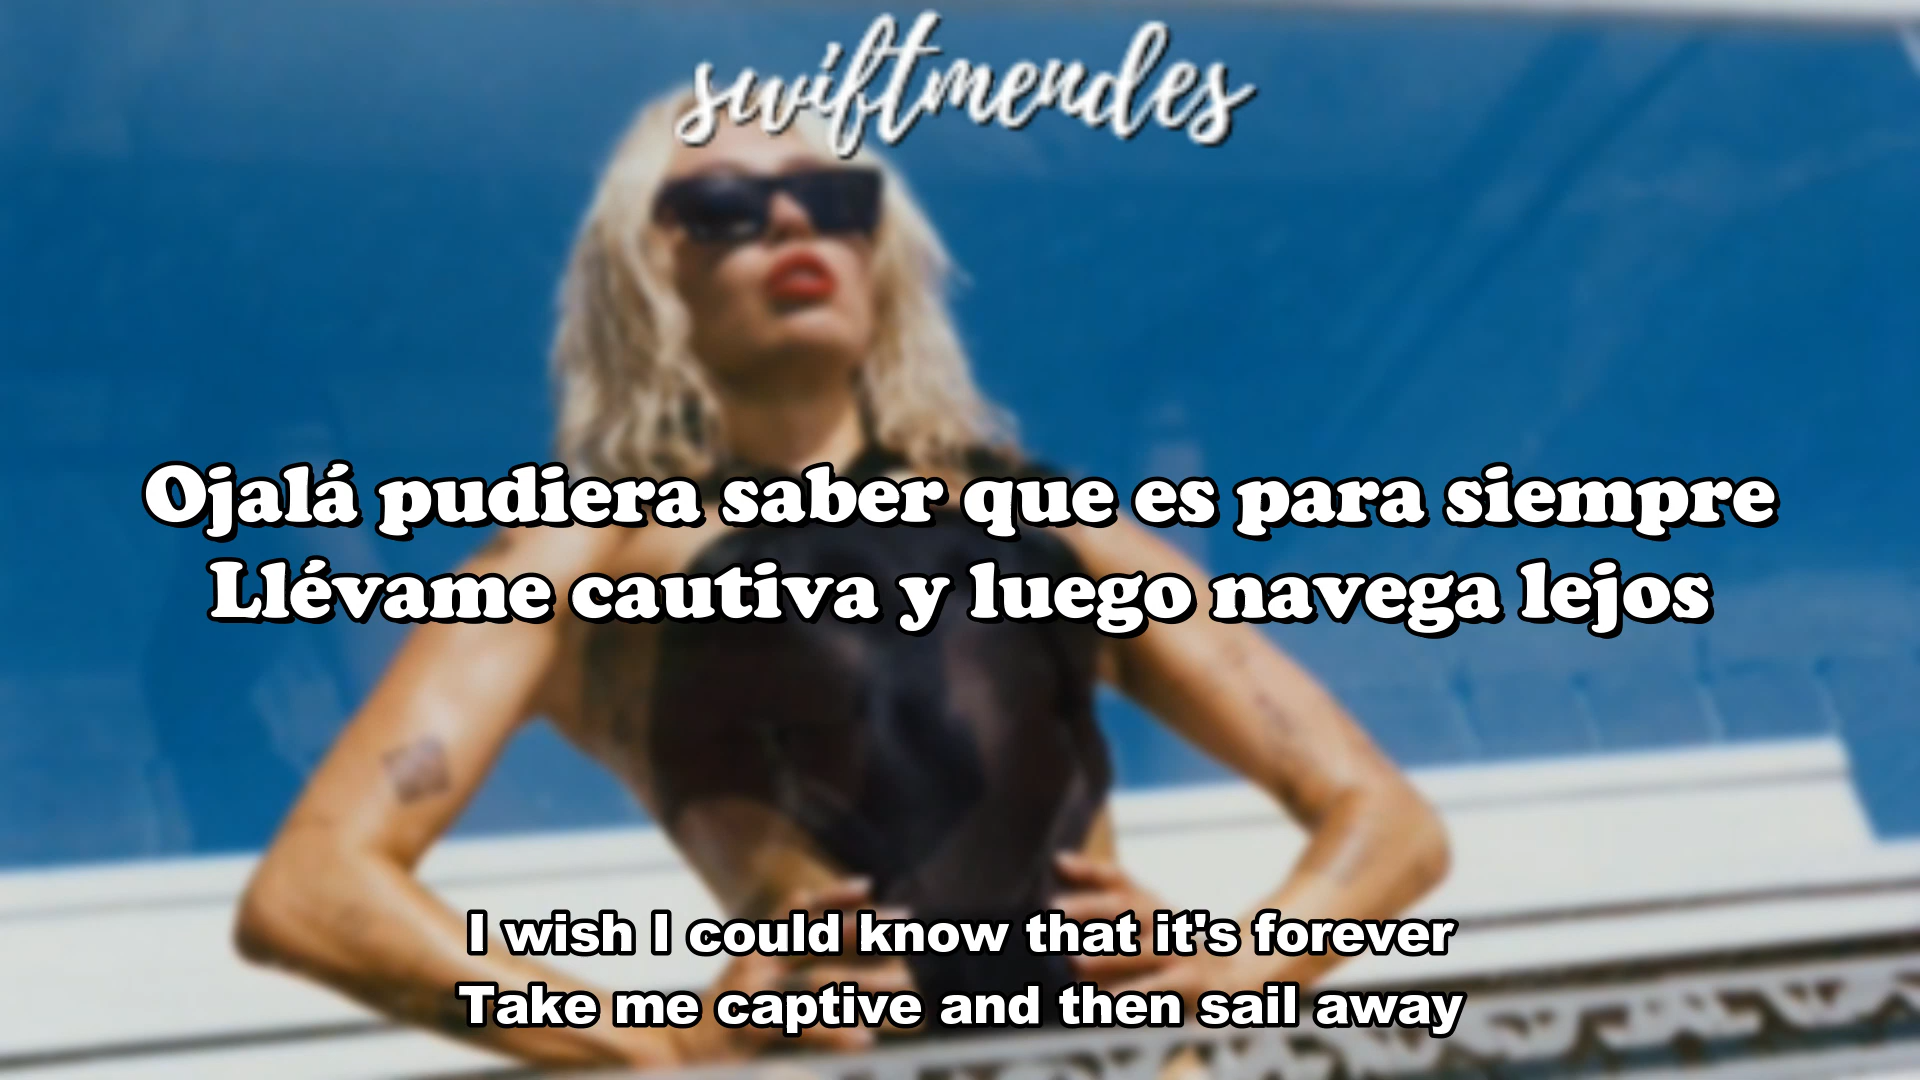 swiftmendes
Ojalá pudiera saber que es para siempre
Llévame cautiva y luego navega lejos
I wish I could know that it's forever
Take me captive and then sail away